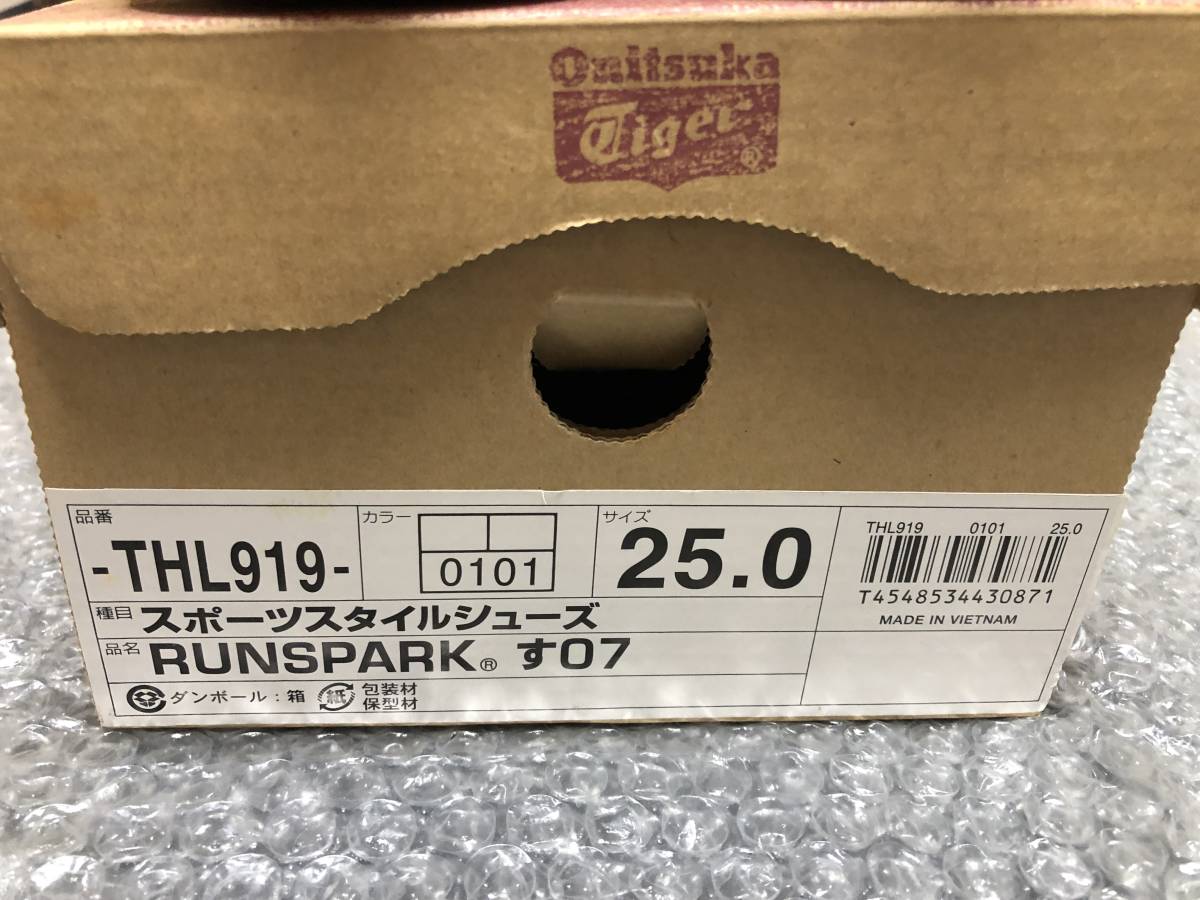 Onitsuka
Tiger®
品番
-THL919-
カラー
0101
サイズ
25.0
種目 スポーツスタイルシューズ
品名 RUNSPARK® す07
ダンボール：箱 紙 包装材
保型材
THL919 0101 25.0
T4548534430871
MADE IN VIETNAM